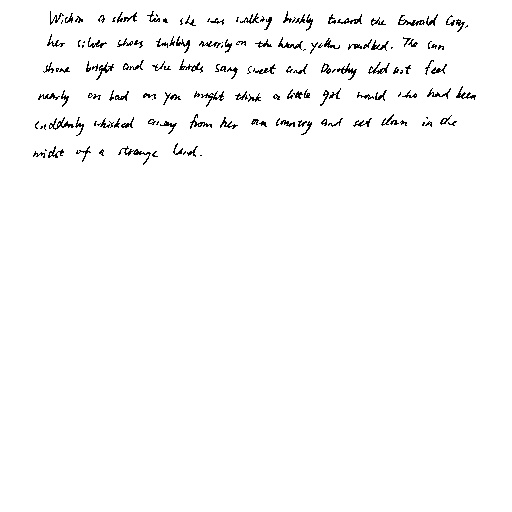 Within a short time she was walking briskly toward the Emerald City,
her silver shoes tinkling merrily on the hard, yellow roadbed. The sun
shone bright and the birds sang sweet and Dorothy did not feel
nearly as bad as you might think a little girl would who had been
suddenly whisked away from her own country and set down in the
midst of a strange land.